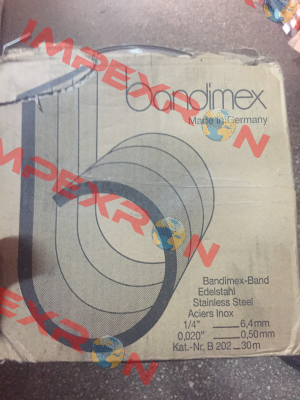 IMPEXRON
bandimex
Made in Germany
IMPEXRON
IMPEXRON
Bandimex-Band
Edelstahl
Stainless Steel
Aciers Inox
1/4" 6,4mm
0,020" 0,50mm
Kat.-Nr. B 202 30m